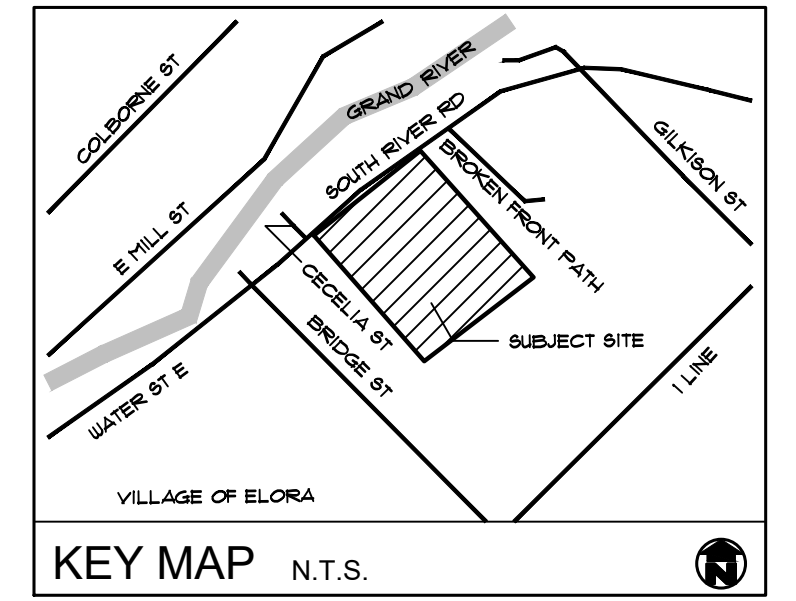 COLBORNE ST
GRAND RIVER
SOUTH RIVER RD
GILKISON ST
BROKEN FRONT PATH
E MILL ST
CECELIA ST
BRIDGE ST
SUBJECT SITE
1 LINE
WATER ST E
VILLAGE OF ELORA
KEY MAP N.T.S.
N